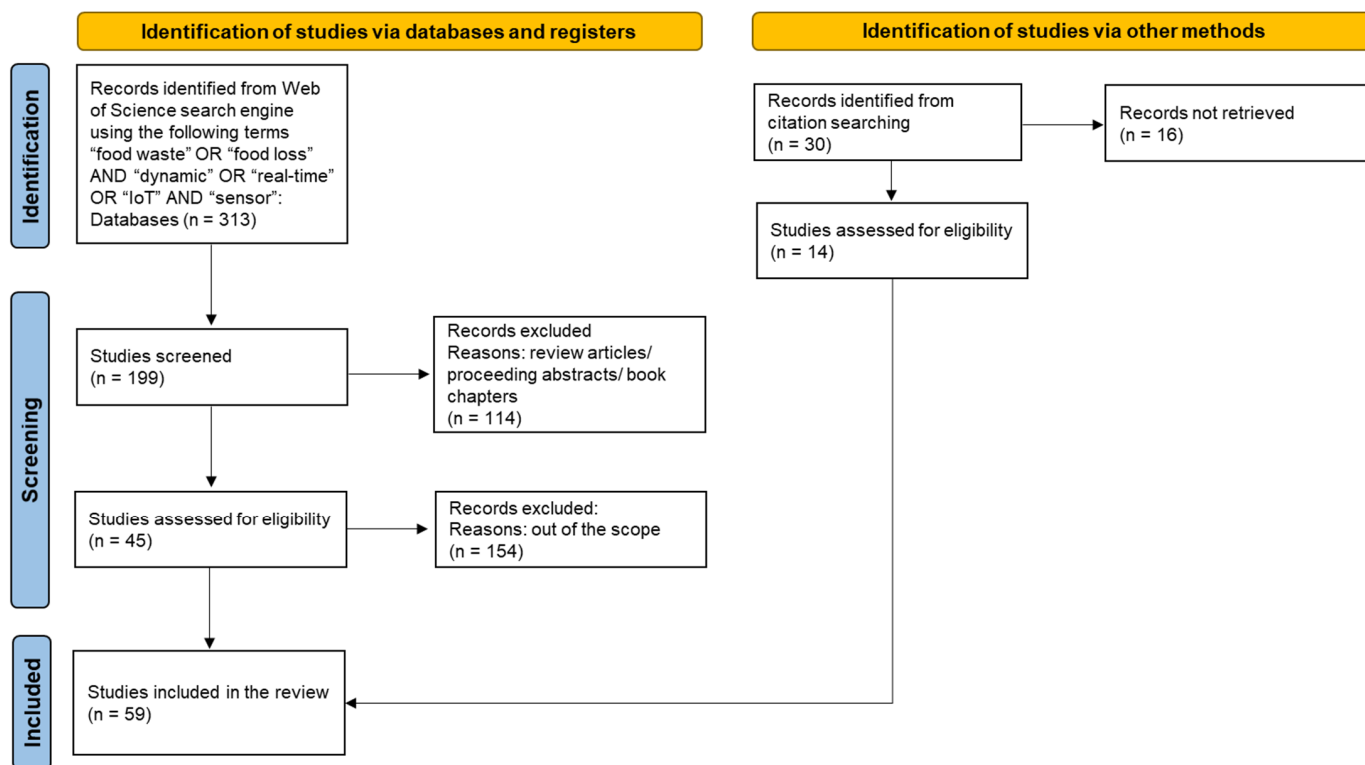 Identification of studies via databases and registers
Identification of studies via other methods
Identification
Records identified from Web
of Science search engine
using the following terms
“food waste” OR “food loss”
AND “dynamic” OR “real-time”
OR “IoT” AND “sensor”:
Databases (n = 313)
Records identified from
citation searching
(n = 30)
Records not retrieved
(n = 16)
Studies assessed for eligibility
(n = 14)
Screening
Studies screened
(n = 199)
Records excluded
Reasons: review articles/
proceeding abstracts/ book
chapters
(n = 114)
Studies assessed for eligibility
(n = 45)
Records excluded:
Reasons: out of the scope
(n = 154)
Included
Studies included in the review
(n = 59)